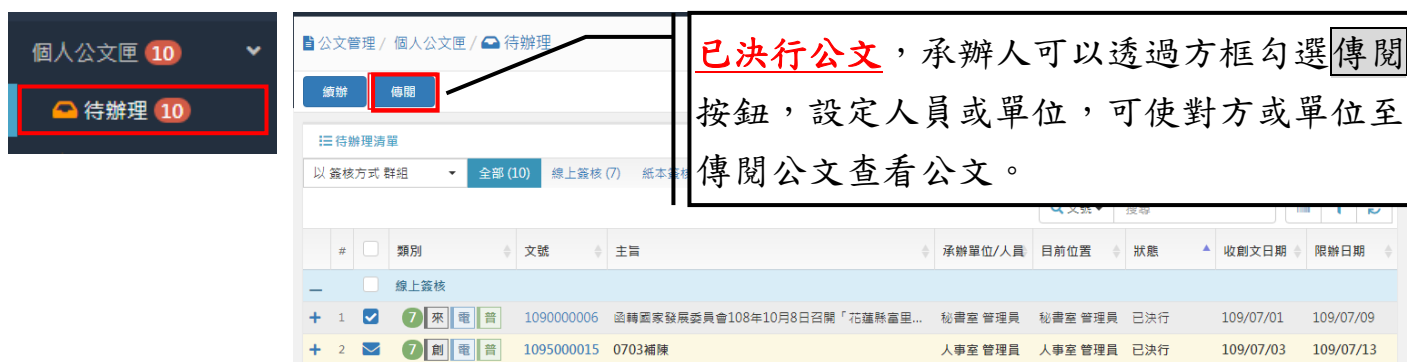 個人公文匣 10
待辦理 10
公文管理 / 個人公文匣 / 待辦理
續辦 傳閱
已決行公文，承辦人可以透過方框勾選傳閱
按鈕，設定人員或單位，可使對方或單位至
傳閱公文查看公文。
待辦理清單
以 簽核方式 群組 全部 (10) 線上簽核 (7) 紙本簽核
文號 搜尋
# 類別 文號 主旨 承辦單位/人員 目前位置 狀態 收創文日期 限辦日期
線上簽核
1 7 來 電 普 1090000006 函轉國家發展委員會108年10月8日召開「花蓮縣富里... 秘書室 管理員 秘書室 管理員 已決行 109/07/01 109/07/09
2 7 創 電 普 1095000015 0703補陳 人事室 管理員 人事室 管理員 已決行 109/07/03 109/07/13